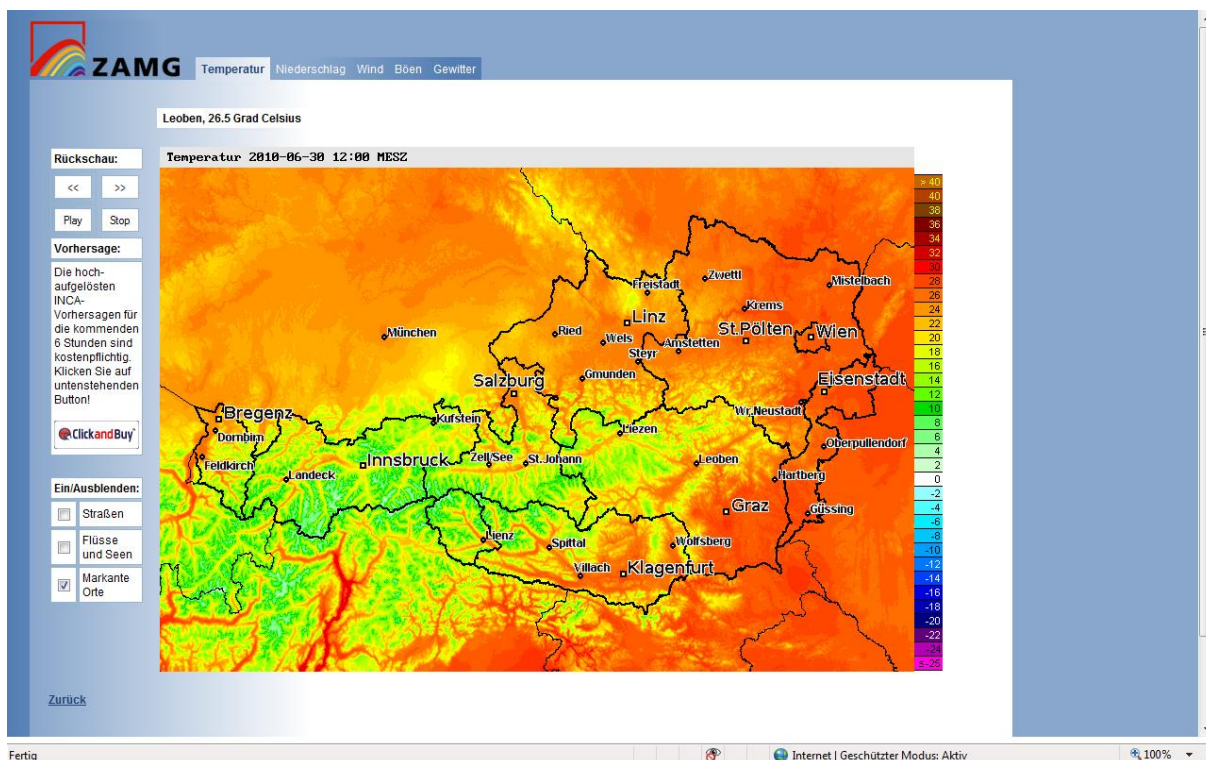 ZAMG
Temperatur Niederschlag Wind Böen Gewitter
Leoben, 26.5 Grad Celsius
Rückschau:
<< >>
Play Stop
Vorhersage:
Die hoch-
aufgelösten
INCA-
Vorhersagen für
die kommenden
6 Stunden sind
kostenpflichtig.
Klicken Sie auf
untenstehenden
Button!
ClickandBuy
Ein/Ausblenden:
Straßen
Flüsse
und Seen
Markante
Orte
Zurück
Temperatur 2010-06-30 12:00 MESZ
Zwettl
Freistadt
Mistelbach
Krems
Linz
München
Ried
St.Pölten
Wien
Wels
Amstetten
Steyr
Gmunden
Salzburg
Eisenstadt
Bregenz
Wr.Neustadt
Kufstein
Dornbirn
Liezen
Oberpullendorf
Feldkirch
Innsbruck
Zell/See
St.Johann
Leoben
Landeck
Hartberg
Graz
Güssing
Lienz
Spittal
Wolfsberg
Villach
Klagenfurt
> 40
40
38
36
34
32
30
28
26
24
22
20
18
16
14
12
10
8
6
4
2
0
-2
-4
-6
-8
-10
-12
-14
-16
-18
-20
-22
-24
≤-25
Fertig
Internet | Geschützter Modus: Aktiv
100%